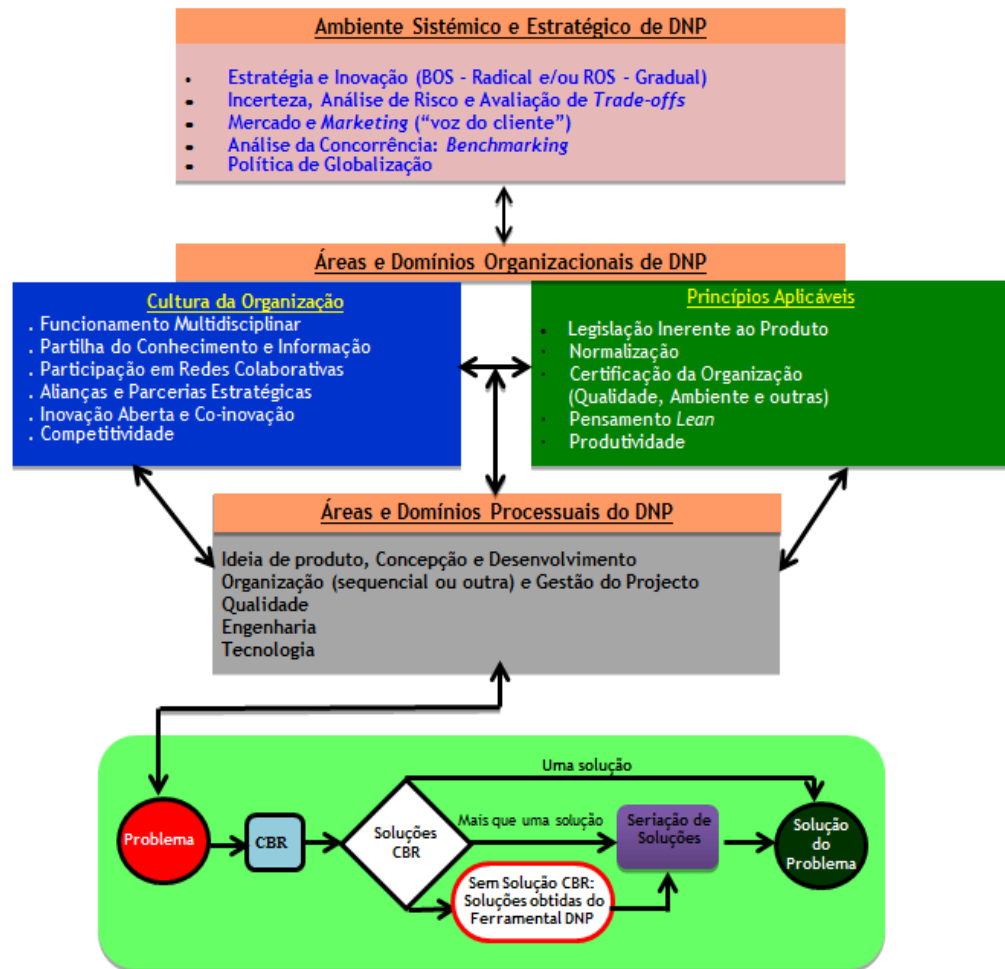 Ambiente Sistémico e Estratégico de DNP
• Estratégia e Inovação (BOS - Radical e/ou ROS - Gradual)
• Incerteza, Análise de Risco e Avaliação de Trade-offs
• Mercado e Marketing (“voz do cliente”)
• Análise da Concorrência: Benchmarking
• Política de Globalização
Áreas e Domínios Organizacionais de DNP
Cultura da Organização
. Funcionamento Multidisciplinar
. Partilha do Conhecimento e Informação
. Participação em Redes Colaborativas
. Alianças e Parcerias Estratégicas
. Inovação Aberta e Co-inovação
. Competitividade
Princípios Aplicáveis
· Legislação Inerente ao Produto
· Normalização
· Certificação da Organização
(Qualidade, Ambiente e outras)
· Pensamento Lean
· Produtividade
Áreas e Domínios Processuais do DNP
Ideia de produto, Concepção e Desenvolvimento
Organização (sequencial ou outra) e Gestão do Projecto
Qualidade
Engenharia
Tecnologia
Problema
CBR
Soluções
CBR
Uma solução
Mais que uma solução
Sem Solução CBR:
Soluções obtidas do
Ferramental DNP
Seriação de
Soluções
Solução
do
Problema